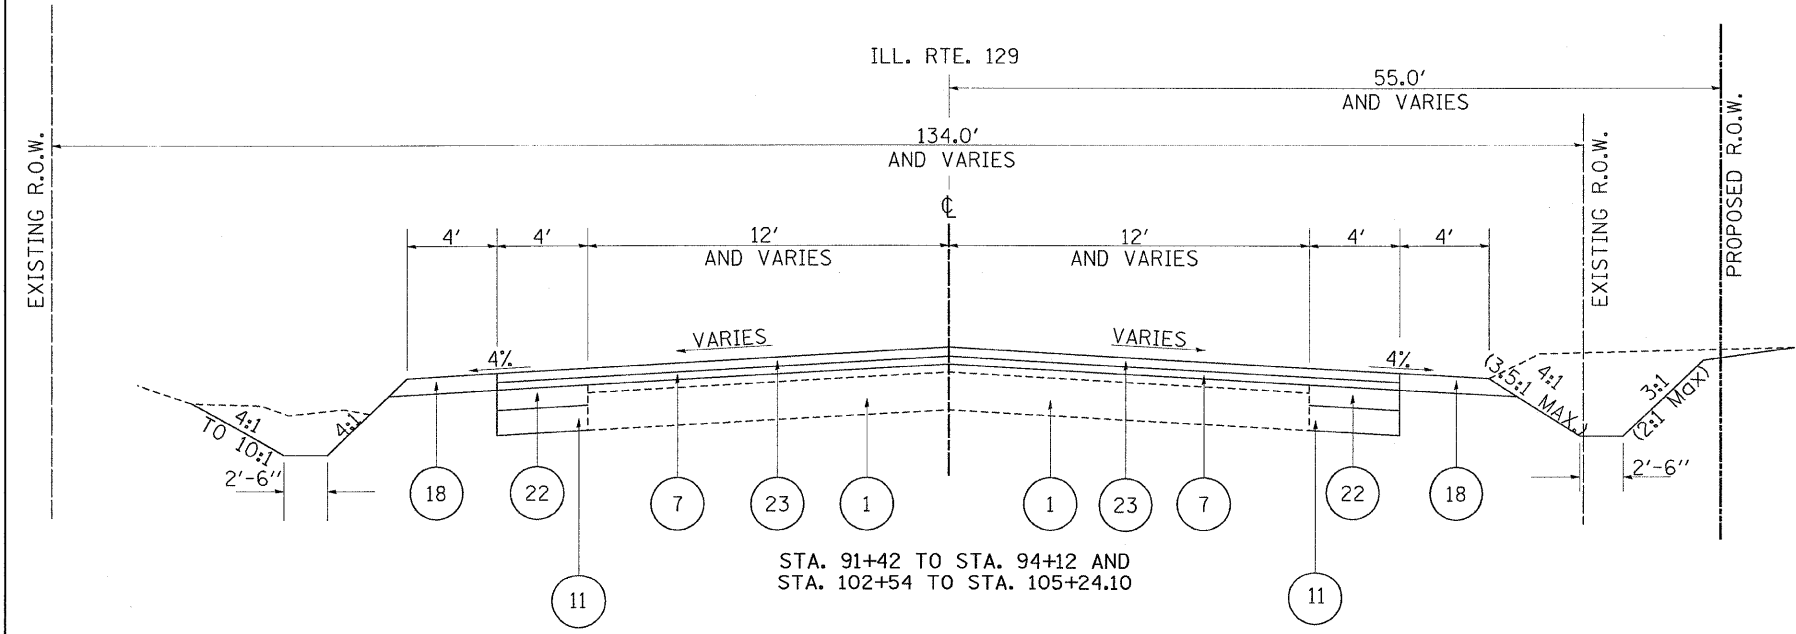 ILL. RTE. 129
55.0'
AND VARIES
134.0'
AND VARIES
EXISTING R.O.W.
EXISTING R.O.W.
PROPOSED R.O.W.
℄
4'
4'
12'
AND VARIES
12'
AND VARIES
4'
4'
VARIES
VARIES
4%
4%
4:1
TO 10:1
4:1
(3.5:1 MAX.)
4:1
3:1
(2:1 Max)
2'-6''
2'-6''
18
22
7
23
1
1
23
7
22
18
11
11
STA. 91+42 TO STA. 94+12 AND
STA. 102+54 TO STA. 105+24.10